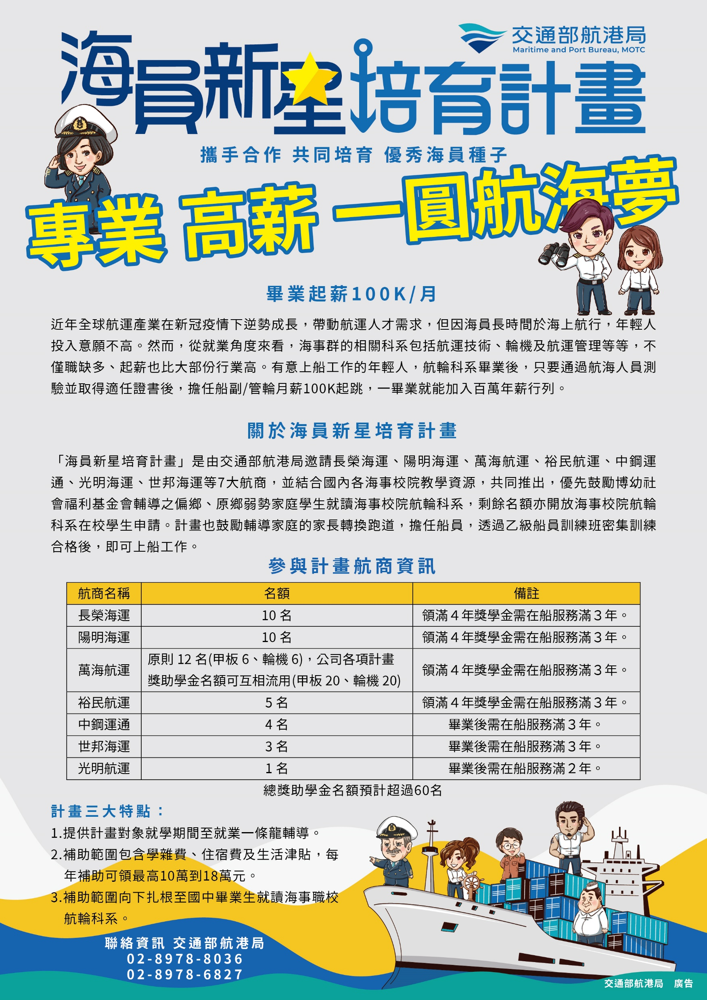 交通部航港局
Maritime and Port Bureau, MOTC
海員新星培育計畫
攜手合作 共同培育 優秀海員種子
專業 高薪 一圓航海夢
畢業起薪100K/月
近年全球航運產業在新冠疫情下逆勢成長，帶動航運人才需求，但因海員長時間於海上航行，年輕人
投入意願不高。然而，從就業角度來看，海事群的相關科系包括航運技術、輪機及航運管理等等，不
僅職缺多、起薪也比大部份行業高。有意上船工作的年輕人，航輪科系畢業後，只要通過航海人員測
驗並取得適任證書後，擔任船副/管輪月薪100K起跳，一畢業就能加入百萬年薪行列。
關於海員新星培育計畫
「海員新星培育計畫」是由交通部航港局邀請長榮海運、陽明海運、萬海航運、裕民航運、中鋼運
通、光明海運、世邦海運等7大航商，並結合國內各海事校院教學資源，共同推出，優先鼓勵博幼社
會福利基金會輔導之偏鄉、原鄉弱勢家庭學生就讀海事校院航輪科系，剩餘名額亦開放海事校院航輪
科系在校學生申請。計畫也鼓勵輔導家庭的家長轉換跑道，擔任船員，透過乙級船員訓練班密集訓練
合格後，即可上船工作。
參與計畫航商資訊
航商名稱 名額 備註
長榮海運 10 名 領滿４年獎學金需在船服務滿３年。
陽明海運 10 名 領滿４年獎學金需在船服務滿３年。
萬海航運 原則 12 名(甲板 6、輪機 6)，公司各項計畫
獎助學金名額可互相流用(甲板 20、輪機 20) 領滿４年獎學金需在船服務滿３年。
裕民航運 5 名 領滿４年獎學金需在船服務滿３年。
中鋼運通 4 名 畢業後需在船服務滿３年。
世邦海運 3 名 畢業後需在船服務滿３年。
光明航運 1 名 畢業後需在船服務滿２年。
總獎助學金名額預計超過60名
計畫三大特點：
1.提供計畫對象就學期間至就業一條龍輔導。
2.補助範圍包含學雜費、住宿費及生活津貼，每
年補助可領最高10萬到18萬元。
3.補助範圍向下扎根至國中畢業生就讀海事職校
航輪科系。
聯絡資訊 交通部航港局
02-8978-8036
02-8978-6827
交通部航港局 廣告